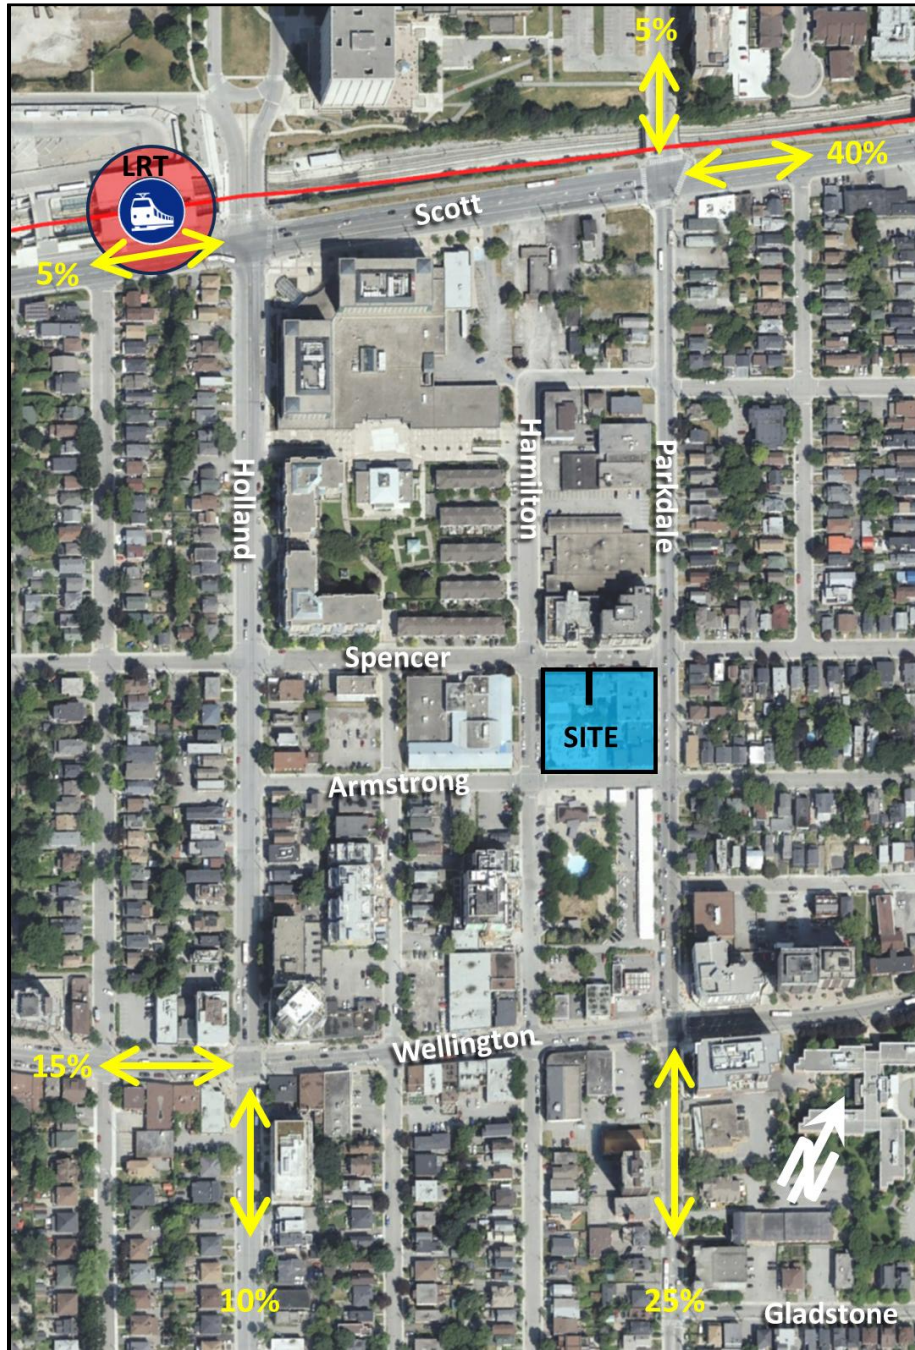 5%
LRT
40%
Scott
5%
Hamilton
Parkdale
Holland
Spencer
SITE
Armstrong
Wellington
15%
N
10%
25%
Gladstone